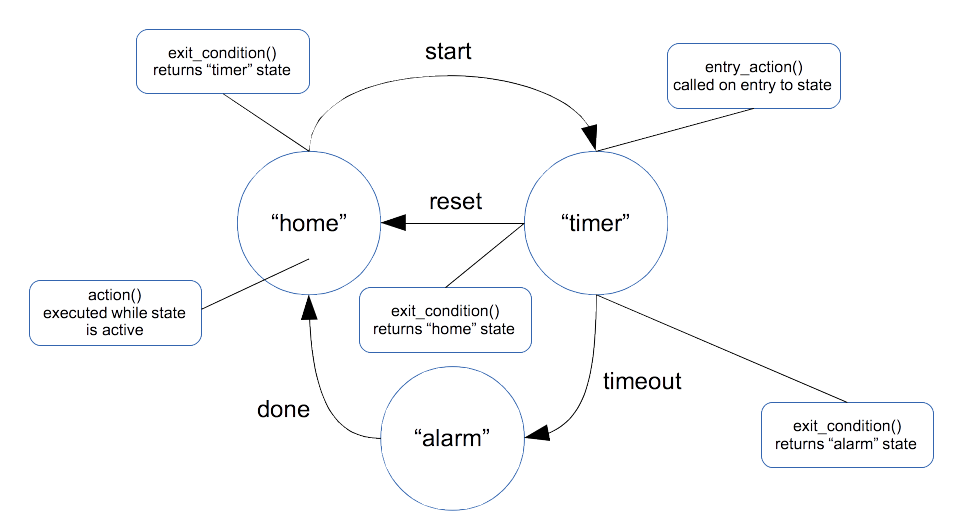 exit_condition()
returns “timer” state
start
entry_action()
called on entry to state
“home”
reset
“timer”
action()
executed while state
is active
exit_condition()
returns “home” state
timeout
done
“alarm”
exit_condition()
returns “alarm” state